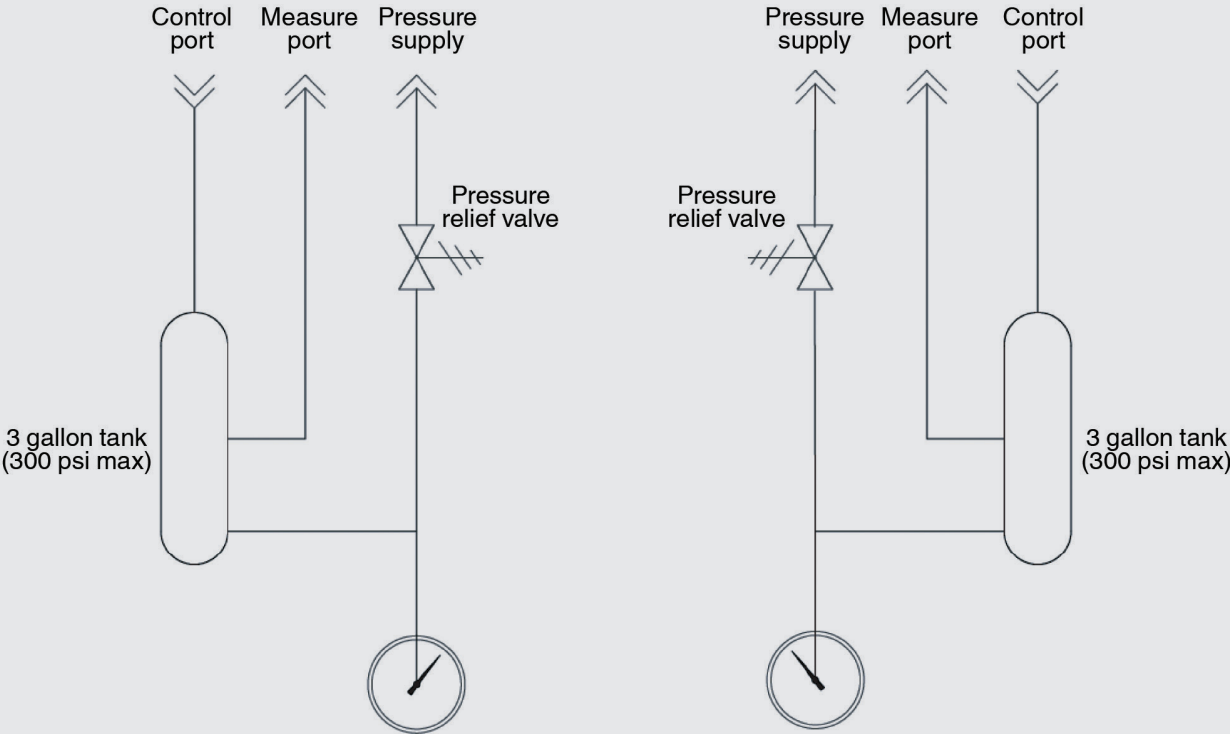 Control
port
Measure
port
Pressure
supply
Pressure
supply
Measure
port
Control
port
Pressure
relief valve
Pressure
relief valve
3 gallon tank
(300 psi max)
3 gallon tank
(300 psi max)